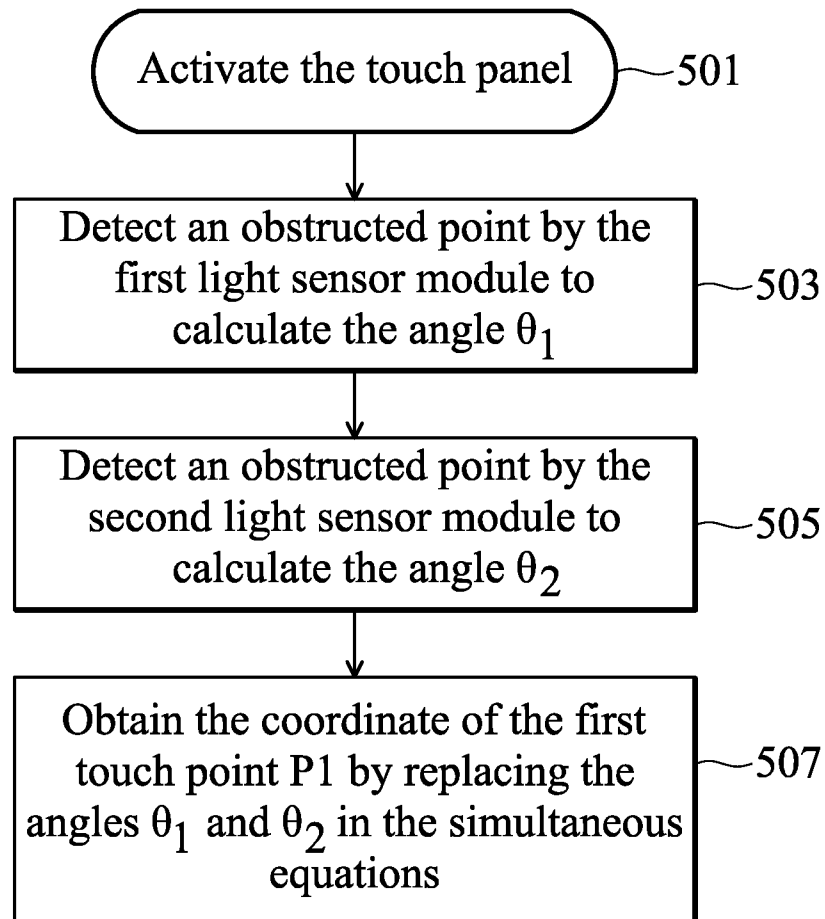 Activate the touch panel
501
Detect an obstructed point by the
first light sensor module to
calculate the angle θ1
503
Detect an obstructed point by the
second light sensor module to
calculate the angle θ2
505
Obtain the coordinate of the first
touch point P1 by replacing the
angles θ1 and θ2 in the simultaneous
equations
507